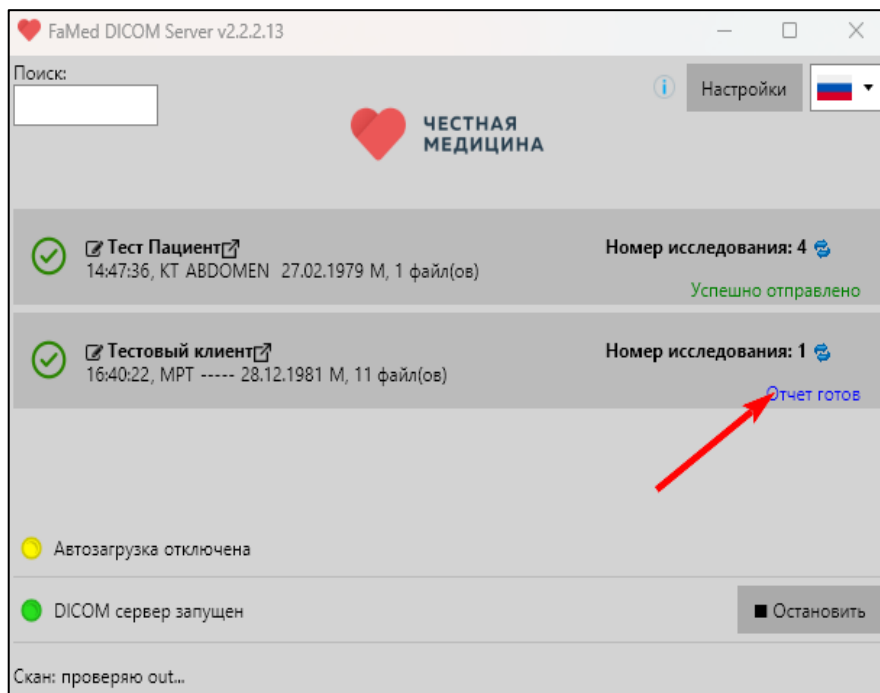 FaMed DICOM Server v2.2.2.13
Поиск:
Настройки
ЧЕСТНАЯ
МЕДИЦИНА
Тест Пациент
Номер исследования: 4
14:47:36, КТ ABDOMEN 27.02.1979 М, 1 файл(ов)
Успешно отправлено
Тестовый клиент
Номер исследования: 1
16:40:22, МРТ ----- 28.12.1981 М, 11 файл(ов)
Отчет готов
Автозагрузка отключена
DICOM сервер запущен
Остановить
Скан: проверяю out...